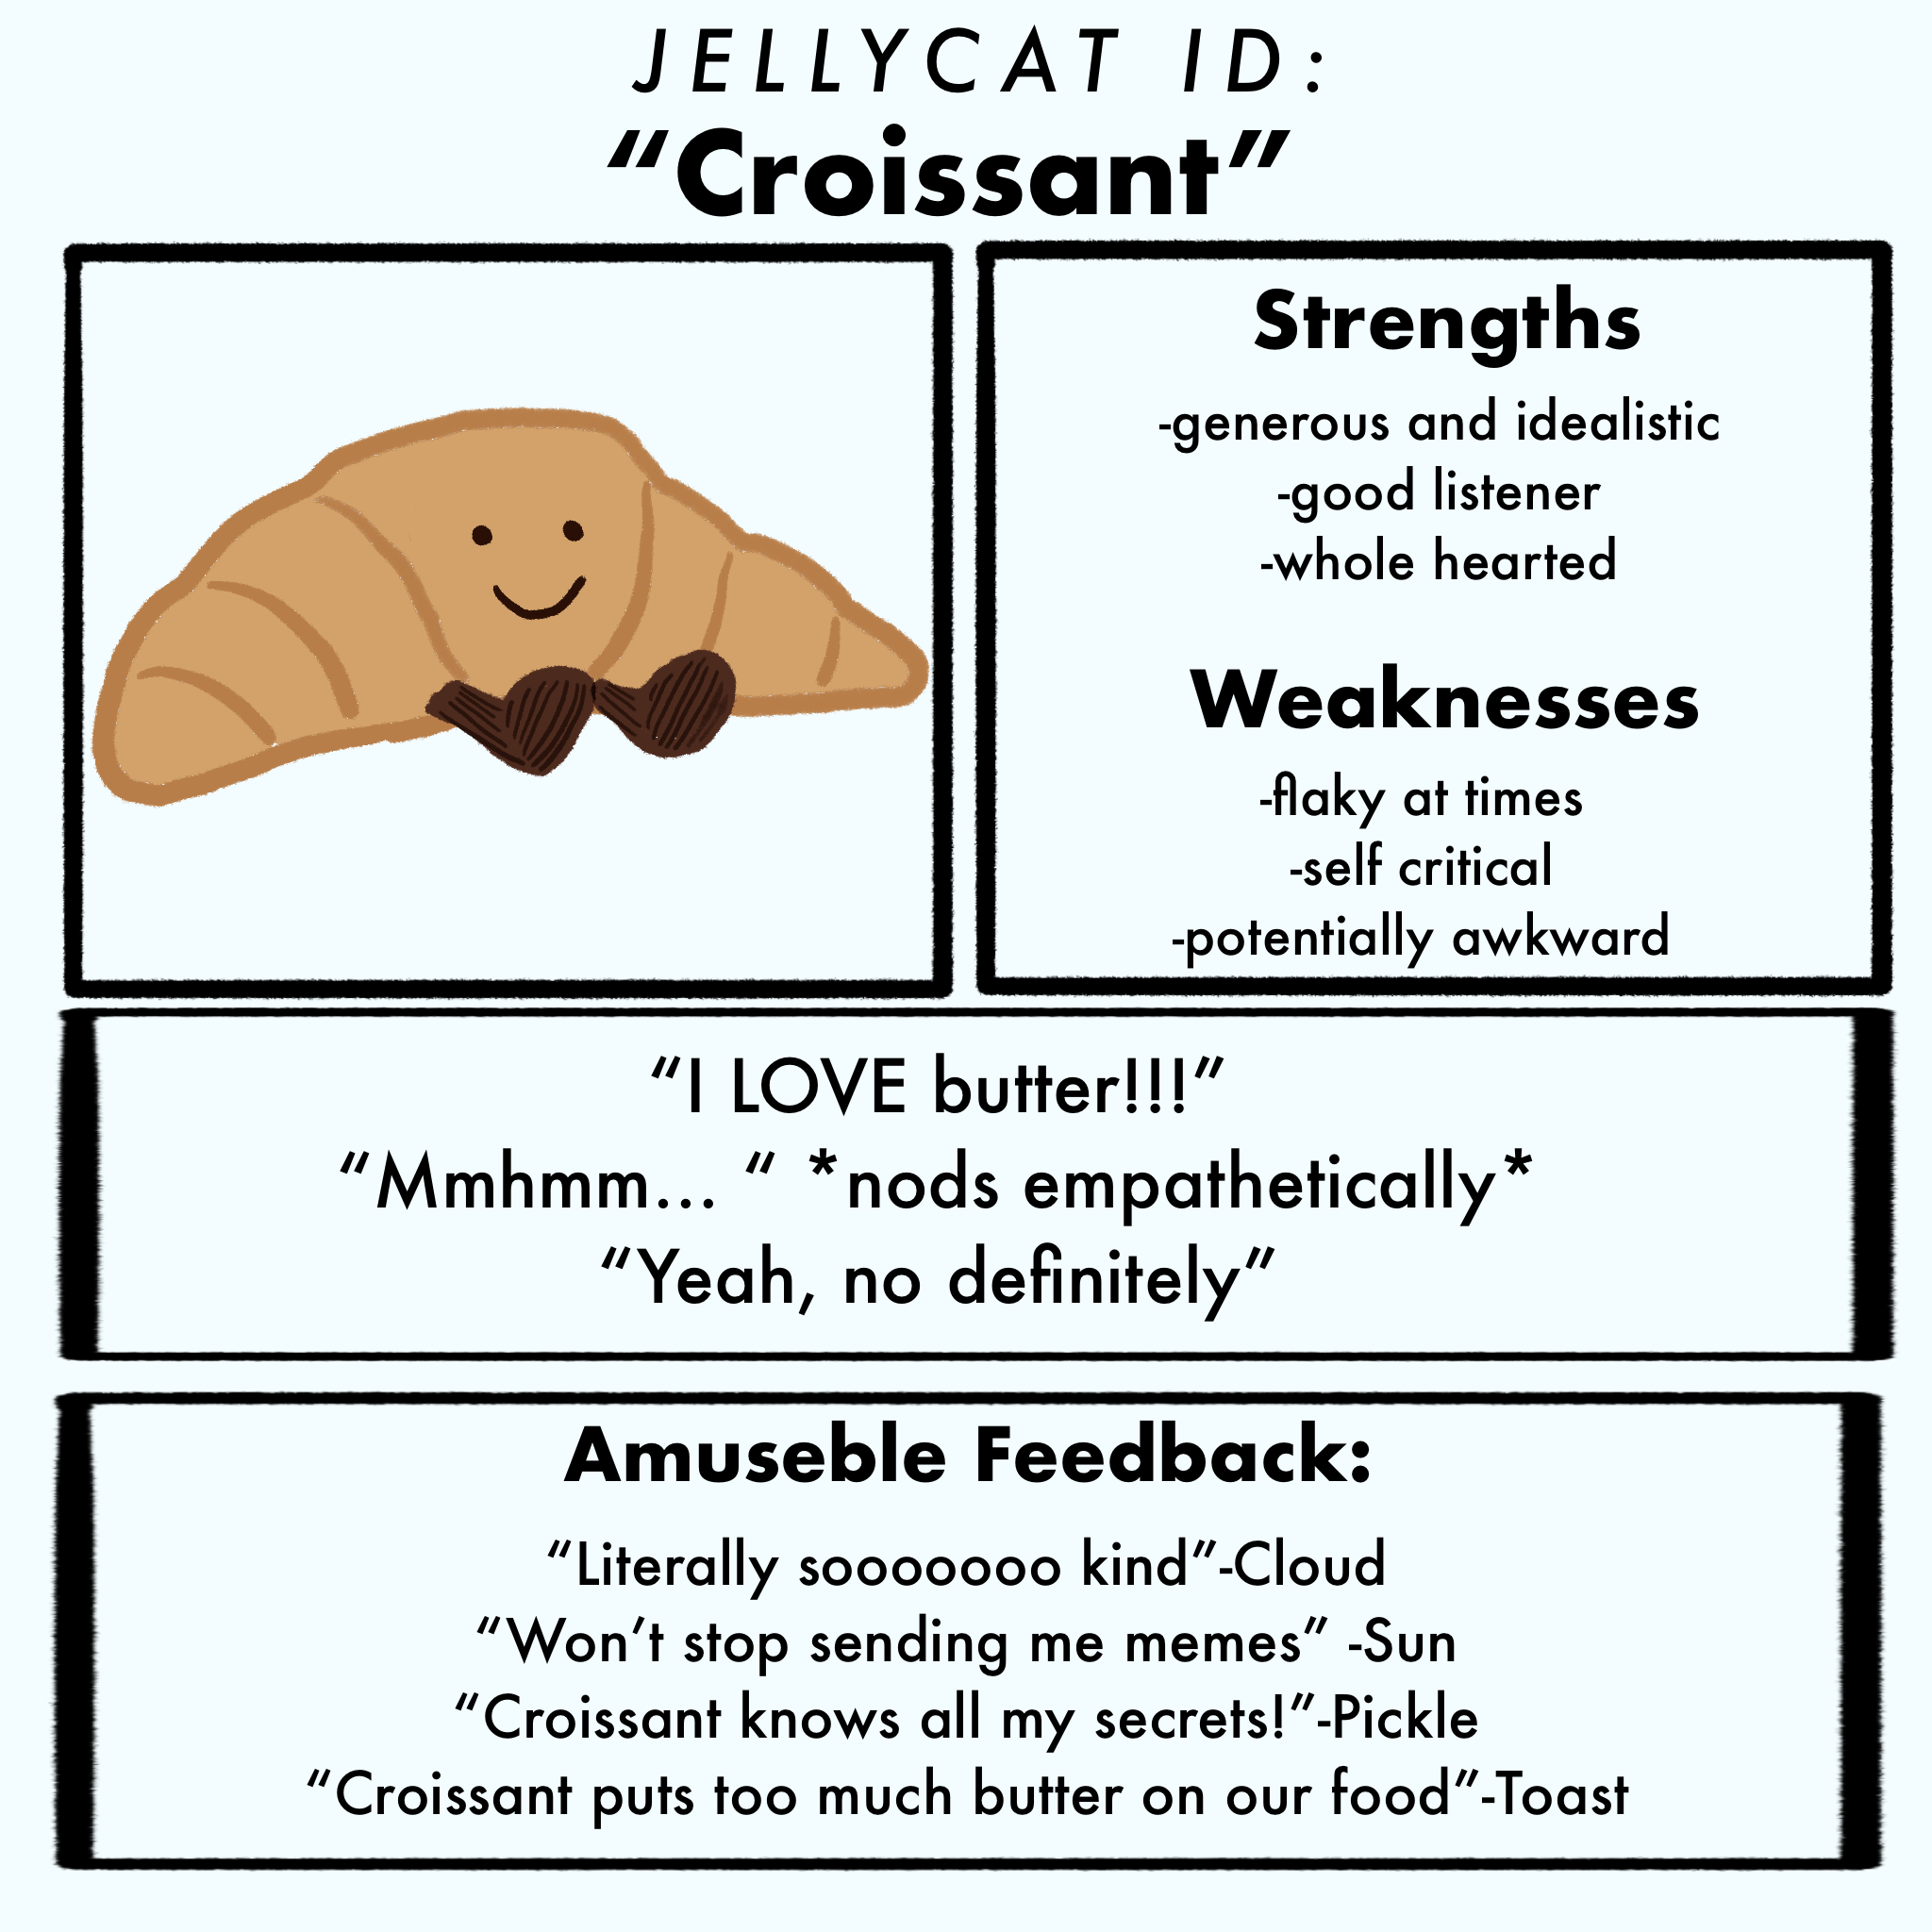 JELLYCAT ID:
“Croissant”
Strengths
-generous and idealistic
-good listener
-whole hearted
Weaknesses
-flaky at times
-self critical
-potentially awkward
“I LOVE butter!!!”
“Mmhmm... “ *nods empathetically*
“Yeah, no definitely”
Amuseble Feedback:
“Literally sooooooo kind”-Cloud
“Won’t stop sending me memes” -Sun
“Croissant knows all my secrets!”-Pickle
“Croissant puts too much butter on our food”-Toast